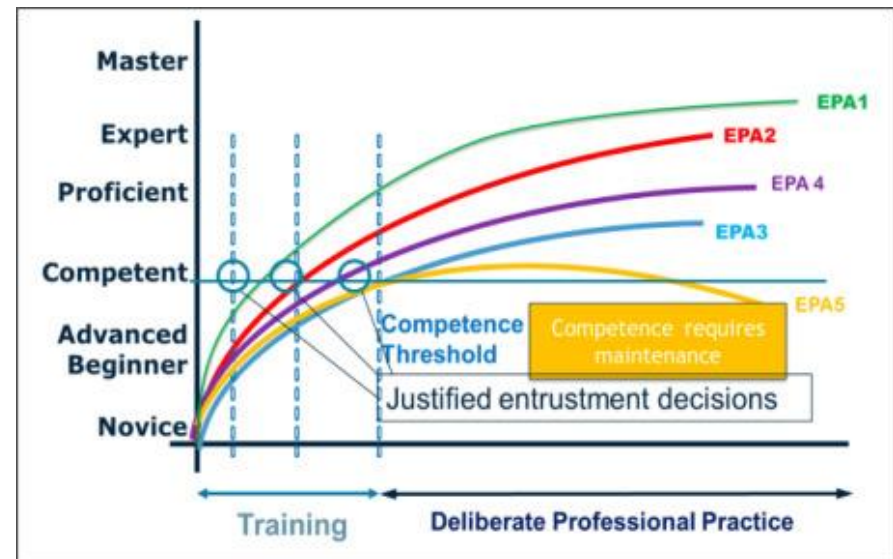 Master
Expert
Proficient
Competent
Advanced
Beginner
Novice
EPA1
EPA2
EPA 4
EPA3
EPA5
Competence
Threshold
Competence requires
maintenance
Justified entrustment decisions
Training
Deliberate Professional Practice